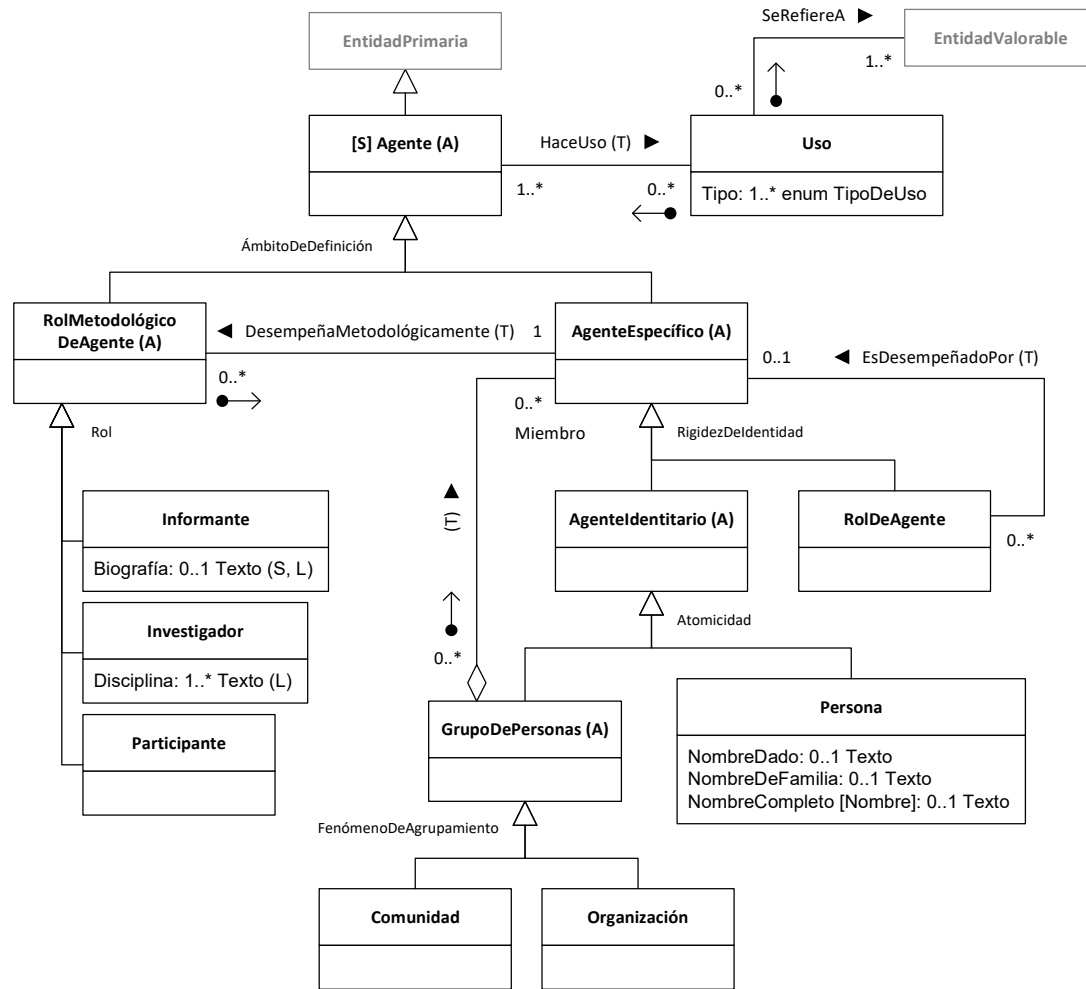 SeRefiereA ►
EntidadPrimaria
EntidadValorable
1..*
0..*
[S] Agente (A)
HaceUso (T) ►
Uso
1..*
0..*
Tipo: 1..* enum TipoDeUso
ÁmbitoDeDefinición
RolMetodológico
DeAgente (A)
◄ DesempeñaMetodológicamente (T)
1
AgenteEspecífico (A)
0..1
◄ EsDesempeñadoPor (T)
0..*
0..*
Miembro
Rol
RigidezDeIdentidad
(T) ►
Informante
Biografía: 0..1 Texto (S, L)
AgenteIdentitario (A)
RolDeAgente
0..*
Investigador
Disciplina: 1..* Texto (L)
Atomicidad
0..*
Participante
GrupoDePersonas (A)
Persona
NombreDado: 0..1 Texto
NombreDeFamilia: 0..1 Texto
NombreCompleto [Nombre]: 0..1 Texto
FenómenoDeAgrupamiento
Comunidad
Organización